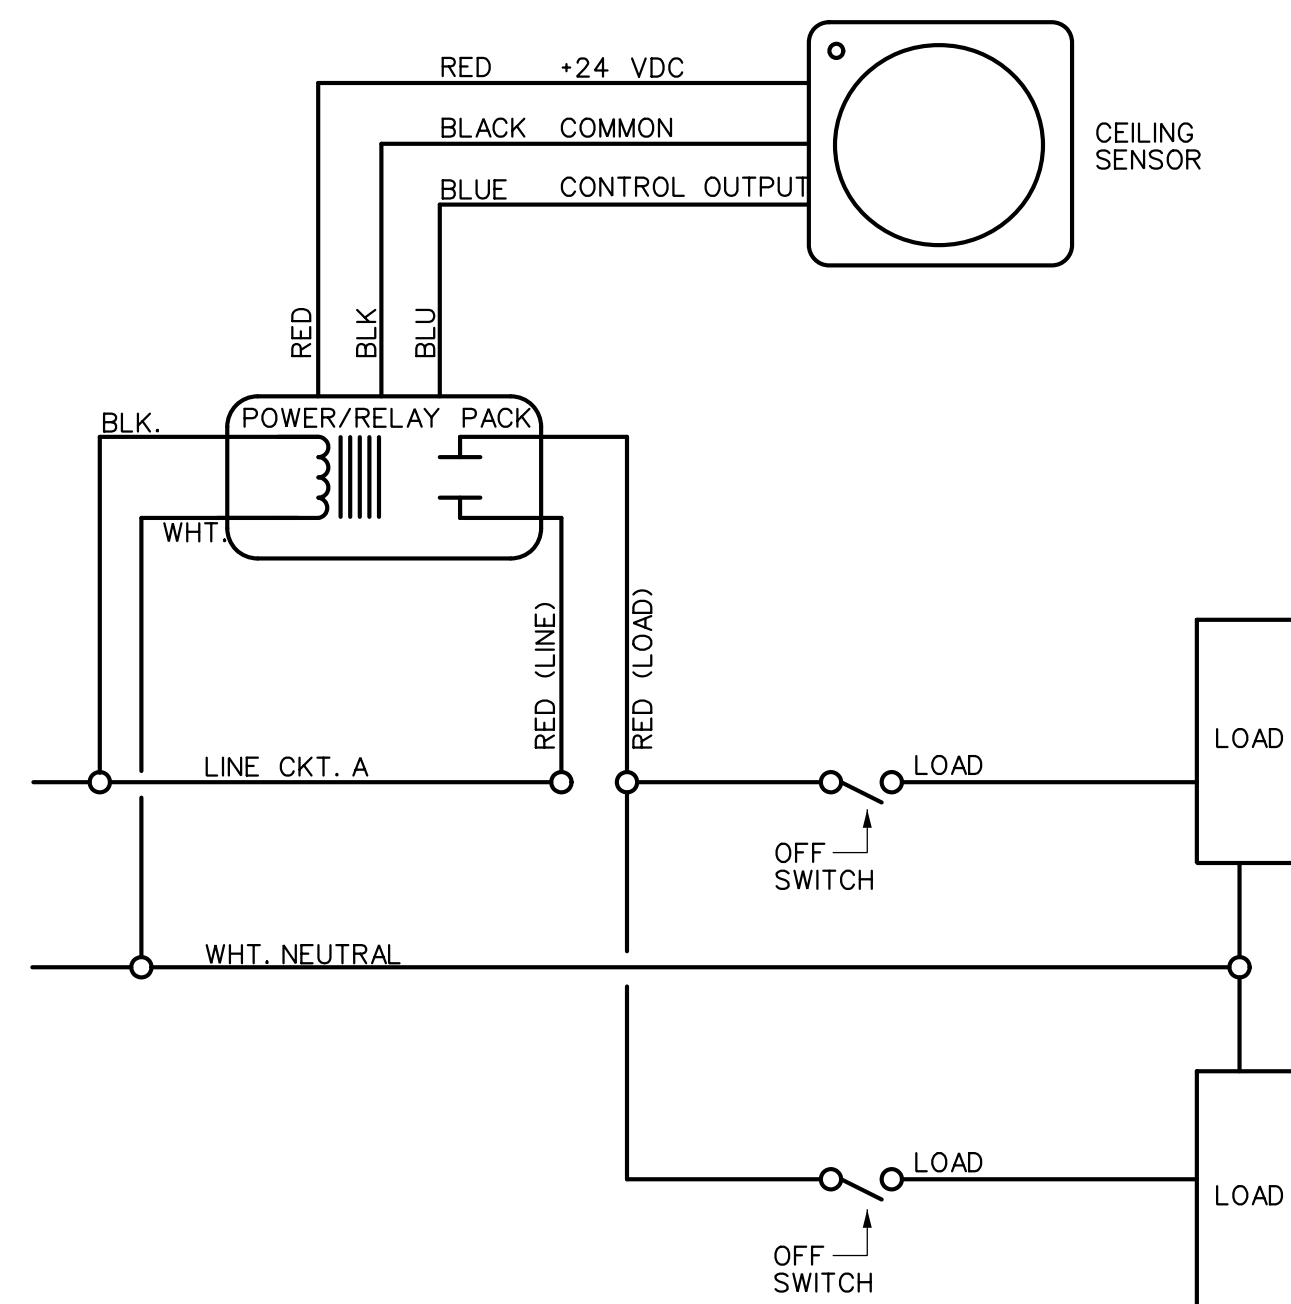 RED +24 VDC
BLACK COMMON
BLUE CONTROL OUTPUT
CEILING
SENSOR
RED
BLK
BLU
POWER/RELAY PACK
BLK.
WHT.
RED (LINE)
RED (LOAD)
LINE CKT. A
LOAD
LOAD
OFF
SWITCH
WHT. NEUTRAL
LOAD
LOAD
OFF
SWITCH